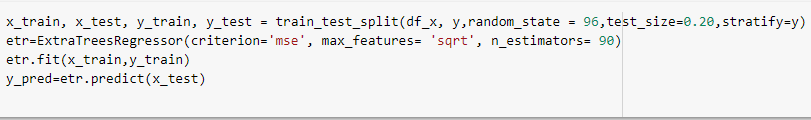 x_train, x_test, y_train, y_test = train_test_split(df_x, y,random_state = 96,test_size=0.20,stratify=y)
etr=ExtraTreesRegressor(criterion='mse', max_features= 'sqrt', n_estimators= 90)
etr.fit(x_train,y_train)
y_pred=etr.predict(x_test)